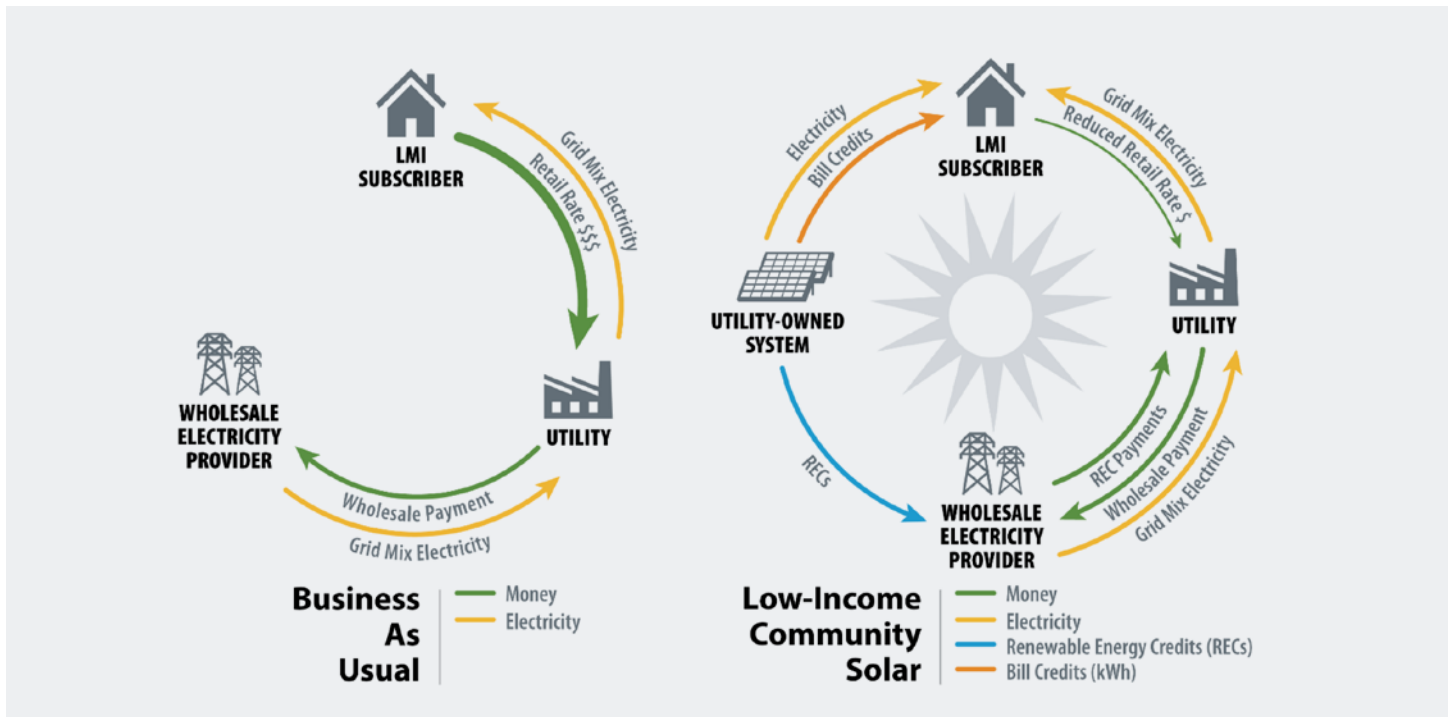 LMI
SUBSCRIBER
Grid Mix Electricity
Retail Rate $$$
WHOLESALE
ELECTRICITY
PROVIDER
UTILITY
Wholesale Payment
Grid Mix Electricity
Business
As
Usual
Money
Electricity
LMI
SUBSCRIBER
Electricity
Bill Credits
Grid Mix Electricity
Reduced Retail Rate $
UTILITY-OWNED
SYSTEM
UTILITY
RECs
REC Payments
Wholesale Payment
Grid Mix Electricity
WHOLESALE
ELECTRICITY
PROVIDER
Low-Income
Community
Solar
Money
Electricity
Renewable Energy Credits (RECs)
Bill Credits (kWh)